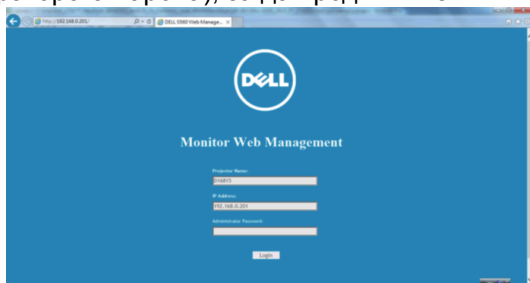 http://192.168.0.201/
DELL S560 Web Manage...
DELL
Monitor Web Management
Projector Name:
IP Address:
192.168.0.201
Administrator Password:
Login